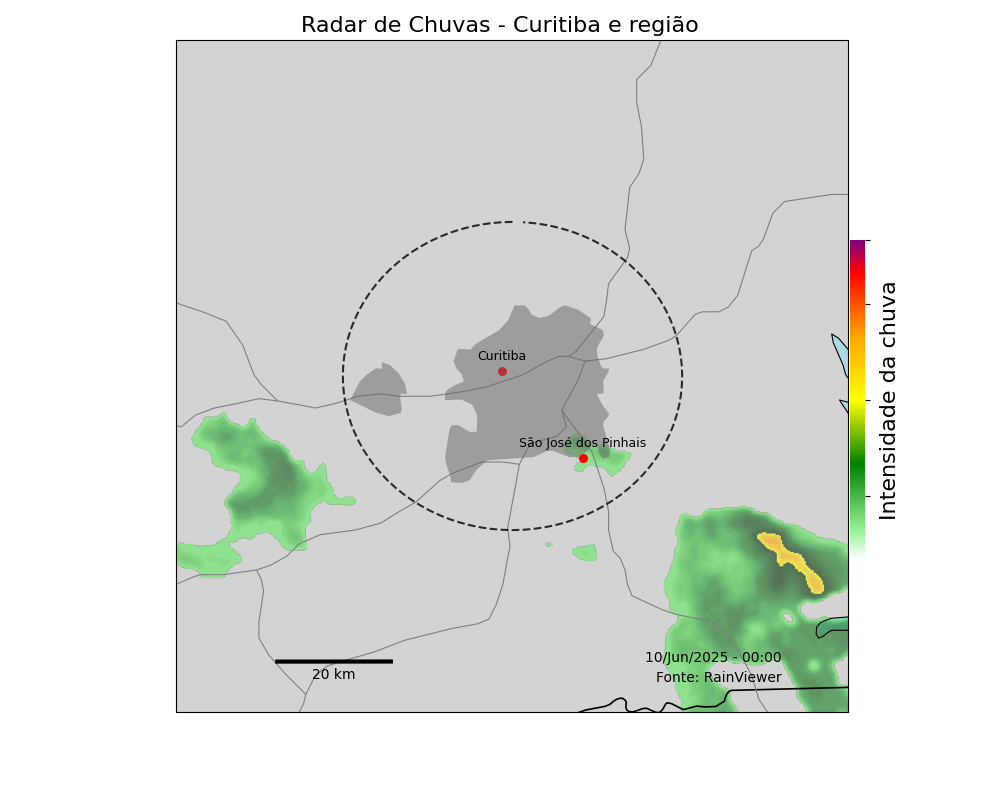 Radar de Chuvas - Curitiba e região
Curitiba
São José dos Pinhais
Intensidade da chuva
10/Jun/2025 - 00:00
Fonte: RainViewer
20 km